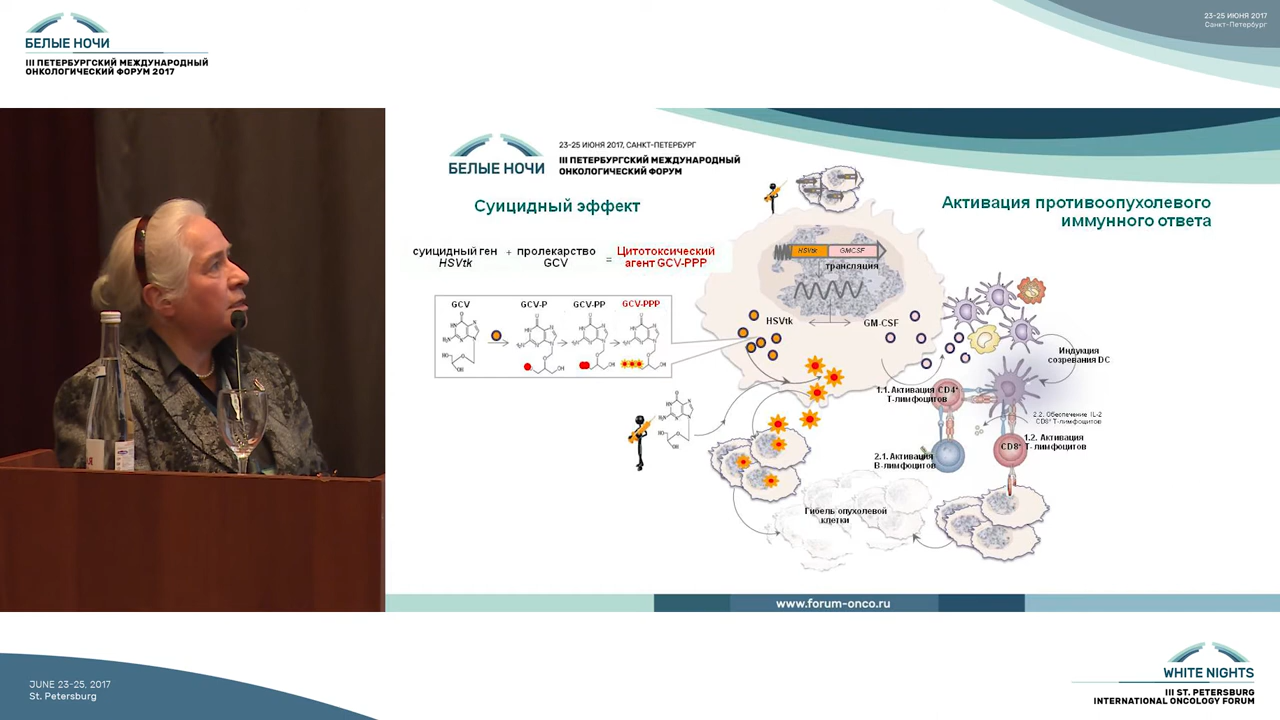 БЕЛЫЕ НОЧИ
III ПЕТЕРБУРГСКИЙ МЕЖДУНАРОДНЫЙ
ОНКОЛОГИЧЕСКИЙ ФОРУМ 2017
23-25 ИЮНЯ 2017
Санкт-Петербург
БЕЛЫЕ НОЧИ
23-25 ИЮНЯ 2017, САНКТ-ПЕТЕРБУРГ
III ПЕТЕРБУРГСКИЙ МЕЖДУНАРОДНЫЙ
ОНКОЛОГИЧЕСКИЙ ФОРУМ
Суицидный эффект
Активация противоопухолевого
иммунного ответа
суицидный ген + пролекарство = Цитотоксический
HSVtk GCV агент GCV-PPP
GCV GCV-P GCV-PP GCV-PPP
HSVtk GMCSF
трансляция
HSVtk GM-CSF
Индукция
созревания DC
1.1. Активация CD4+
Т-лимфоцитов
2.2. Обеспечение IL-2
CD8+ Т-лимфоцитов
CD4+
CD8+
1.2. Активация
Т- лимфоцитов
2.1. Активация
В-лимфоцитов
Гибель опухолевой
клетки
www.forum-onco.ru
JUNE 23-25, 2017
St. Petersburg
WHITE NIGHTS
III ST. PETERSBURG
INTERNATIONAL ONCOLOGY FORUM